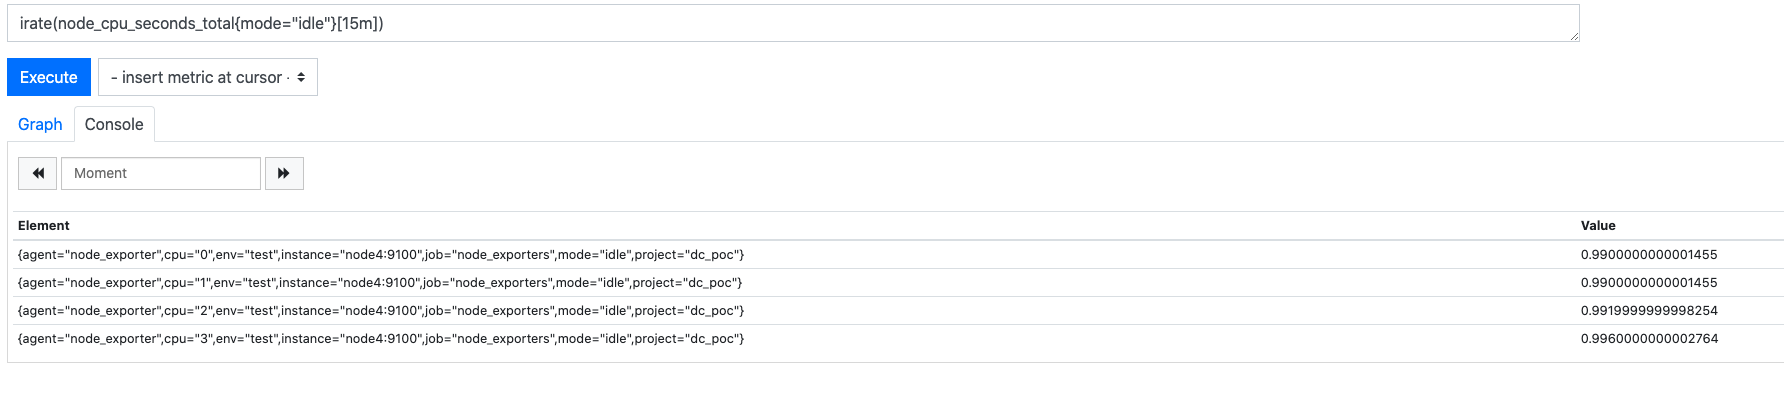 irate(node_cpu_seconds_total{mode="idle"}[15m])
Execute
- insert metric at cursor -
Graph
Console
Moment
Element Value
{agent="node_exporter",cpu="0",env="test",instance="node4:9100",job="node_exporters",mode="idle",project="dc_poc"} 0.9900000000001455
{agent="node_exporter",cpu="1",env="test",instance="node4:9100",job="node_exporters",mode="idle",project="dc_poc"} 0.9900000000001455
{agent="node_exporter",cpu="2",env="test",instance="node4:9100",job="node_exporters",mode="idle",project="dc_poc"} 0.9919999999998254
{agent="node_exporter",cpu="3",env="test",instance="node4:9100",job="node_exporters",mode="idle",project="dc_poc"} 0.9960000000002764